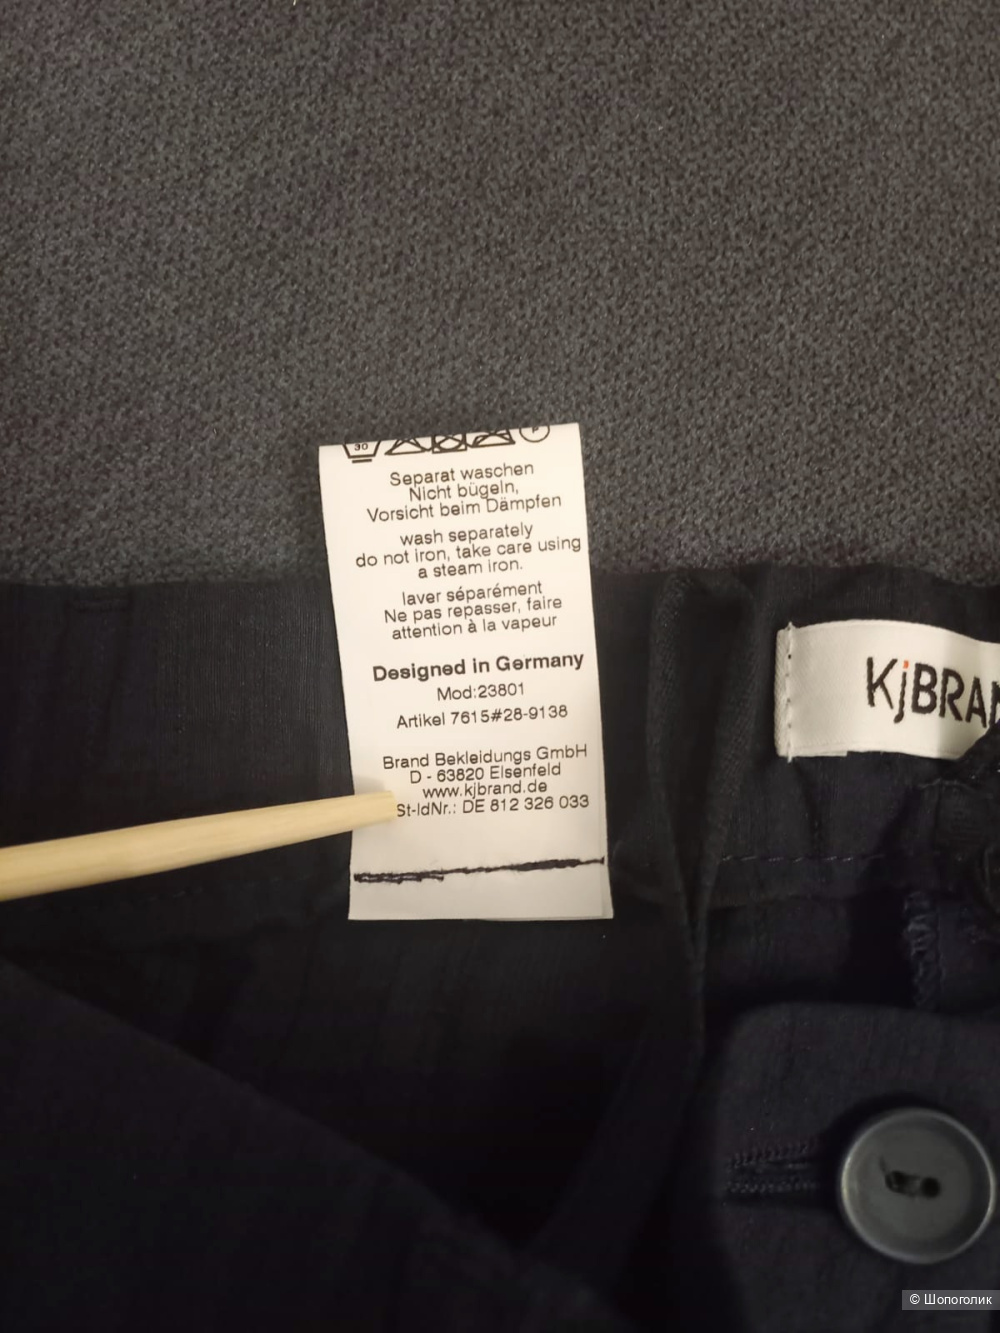 30
P
Separat waschen
Nicht bügeln,
Vorsicht beim Dämpfen
wash separately
do not iron, take care using
a steam iron.
laver séparément
Ne pas repasser, faire
attention à la vapeur
Designed in Germany
Mod:23801
Artikel 7615#28-9138
Brand Bekleidungs GmbH
D - 63820 Elsenfeld
www.kjbrand.de
St-IdNr.: DE 812 326 033
KjBRAN
© Шопоголик